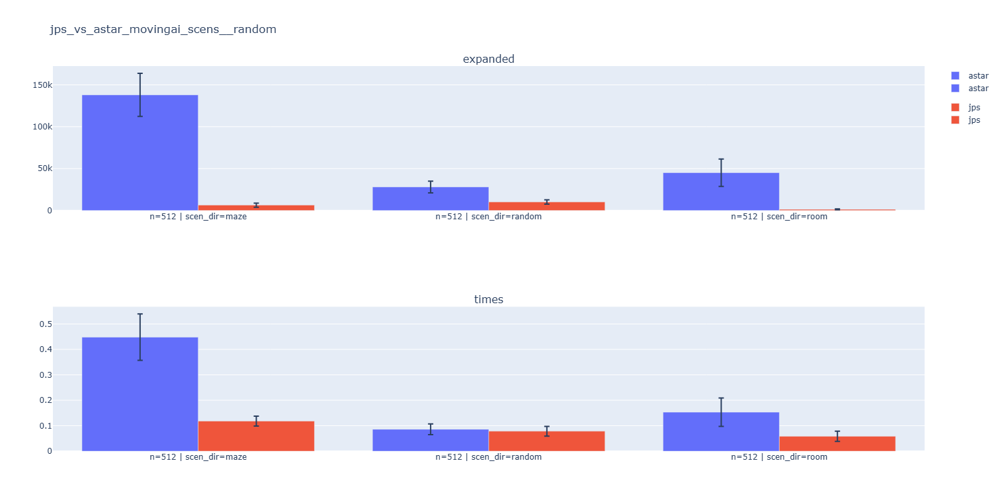 jps_vs_astar_movingai_scens__random
expanded
150k
100k
50k
0
n=512 | scen_dir=maze
n=512 | scen_dir=random
n=512 | scen_dir=room
astar
astar
jps
jps
times
0.5
0.4
0.3
0.2
0.1
0
n=512 | scen_dir=maze
n=512 | scen_dir=random
n=512 | scen_dir=room